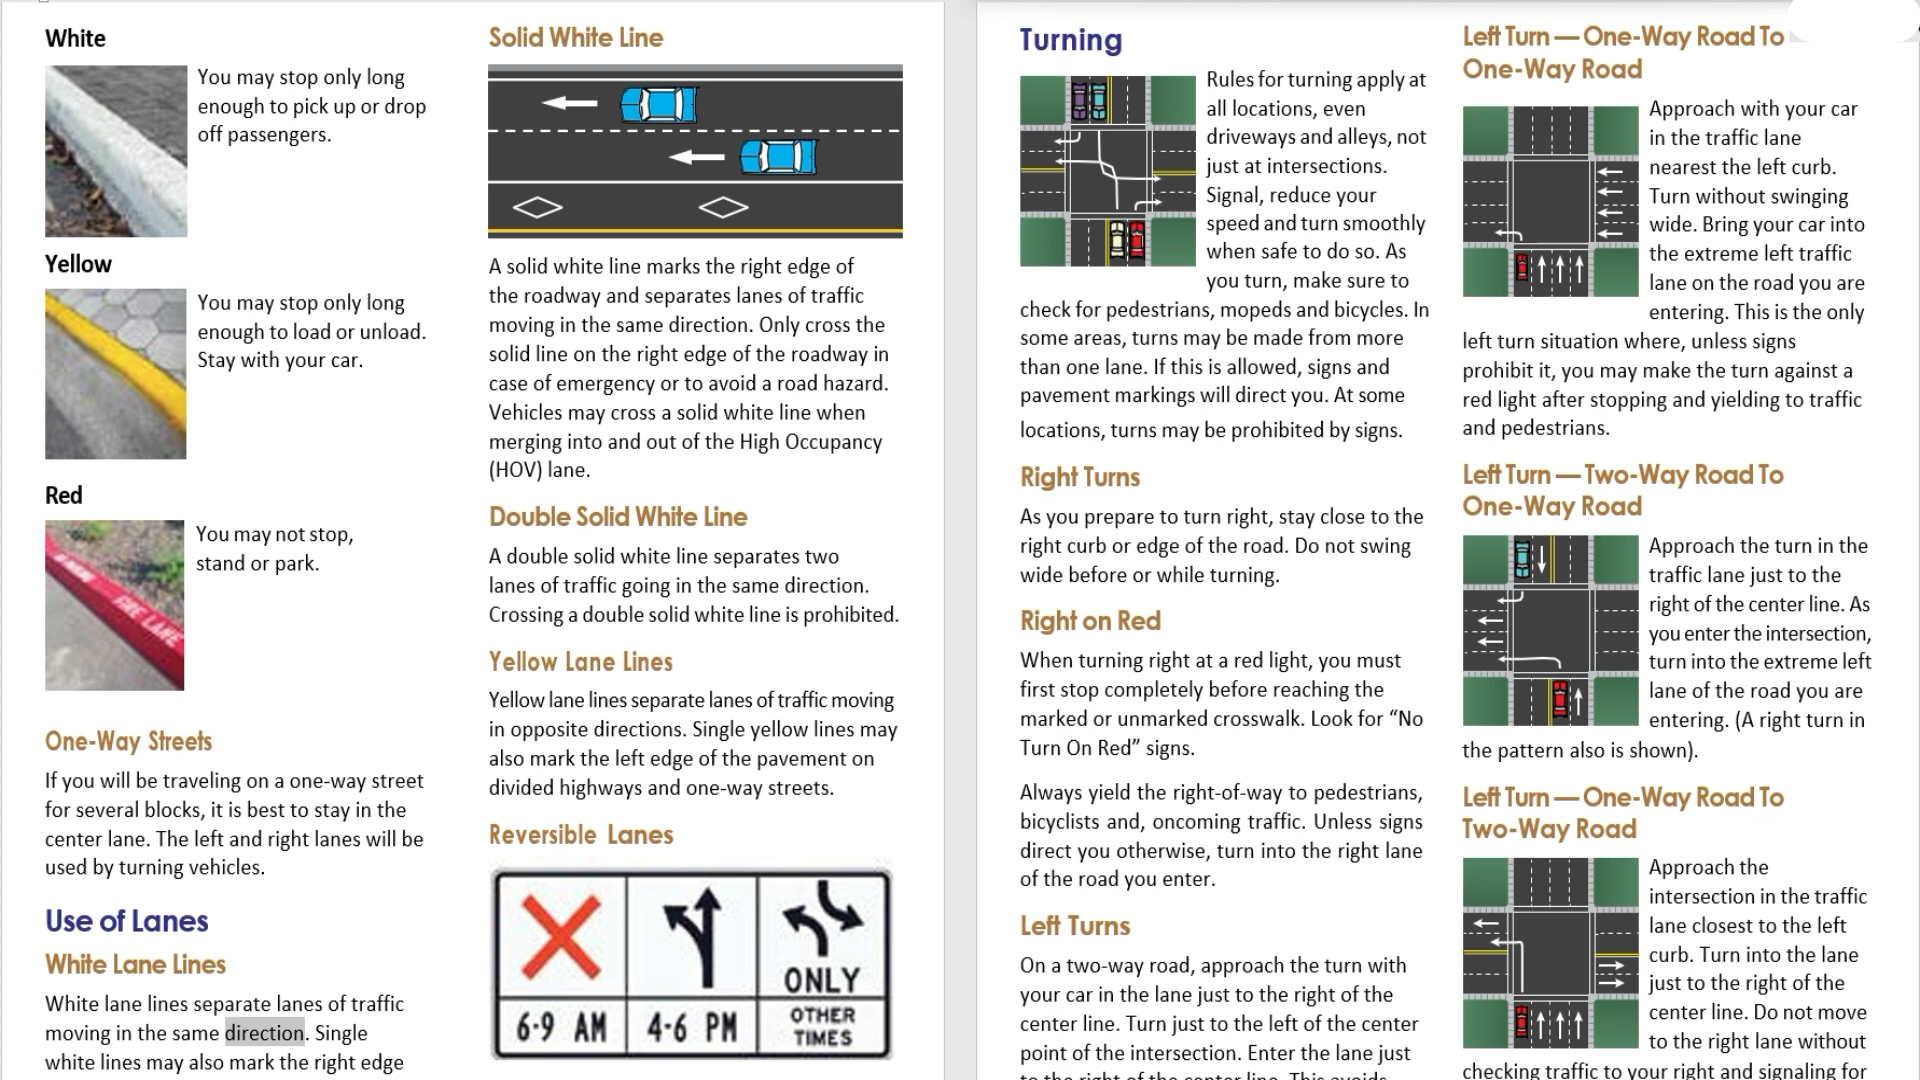 White
You may stop only long
enough to pick up or drop
off passengers.
Yellow
You may stop only long
enough to load or unload.
Stay with your car.
Red
You may not stop,
stand or park.
FIRE LANE
One-Way Streets
If you will be traveling on a one-way street
for several blocks, it is best to stay in the
center lane. The left and right lanes will be
used by turning vehicles.
Use of Lanes
White Lane Lines
White lane lines separate lanes of traffic
moving in the same direction. Single
white lines may also mark the right edge
Solid White Line
A solid white line marks the right edge of
the roadway and separates lanes of traffic
moving in the same direction. Only cross the
solid line on the right edge of the roadway in
case of emergency or to avoid a road hazard.
Vehicles may cross a solid white line when
merging into and out of the High Occupancy
(HOV) lane.
Double Solid White Line
A double solid white line separates two
lanes of traffic going in the same direction.
Crossing a double solid white line is prohibited.
Yellow Lane Lines
Yellow lane lines separate lanes of traffic moving
in opposite directions. Single yellow lines may
also mark the left edge of the pavement on
divided highways and one-way streets.
Reversible Lanes
ONLY
6-9 AM
4-6 PM
OTHER
TIMES
Turning
Rules for turning apply at
all locations, even
driveways and alleys, not
just at intersections.
Signal, reduce your
speed and turn smoothly
when safe to do so. As
you turn, make sure to
check for pedestrians, mopeds and bicycles. In
some areas, turns may be made from more
than one lane. If this is allowed, signs and
pavement markings will direct you. At some
locations, turns may be prohibited by signs.
Right Turns
As you prepare to turn right, stay close to the
right curb or edge of the road. Do not swing
wide before or while turning.
Right on Red
When turning right at a red light, you must
first stop completely before reaching the
marked or unmarked crosswalk. Look for “No
Turn On Red” signs.
Always yield the right-of-way to pedestrians,
bicyclists and, oncoming traffic. Unless signs
direct you otherwise, turn into the right lane
of the road you enter.
Left Turns
On a two-way road, approach the turn with
your car in the lane just to the right of the
center line. Turn just to the left of the center
point of the intersection. Enter the lane just
to the right of the center line. This avoids
Left Turn — One-Way Road To
One-Way Road
Approach with your car
in the traffic lane
nearest the left curb.
Turn without swinging
wide. Bring your car into
the extreme left traffic
lane on the road you are
entering. This is the only
left turn situation where, unless signs
prohibit it, you may make the turn against a
red light after stopping and yielding to traffic
and pedestrians.
Left Turn — Two-Way Road To
One-Way Road
Approach the turn in the
traffic lane just to the
right of the center line. As
you enter the intersection,
turn into the extreme left
lane of the road you are
entering. (A right turn in
the pattern also is shown).
Left Turn — One-Way Road To
Two-Way Road
Approach the
intersection in the traffic
lane closest to the left
curb. Turn into the lane
just to the right of the
center line. Do not move
to the right lane without
checking traffic to your right and signaling for